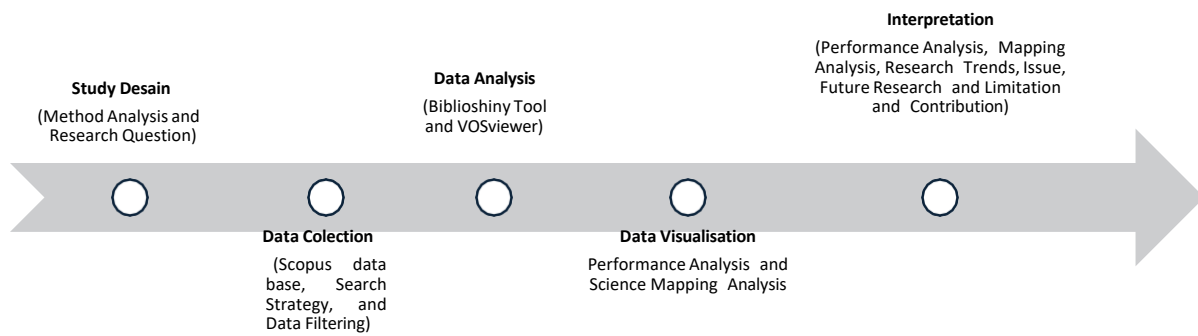 Study Desain
(Method Analysis and
Research Question)
Data Colection
(Scopus data
base, Search
Strategy, and
Data Filtering)
Data Analysis
(Biblioshiny Tool
and VOSviewer)
Data Visualisation
Performance Analysis and
Science Mapping Analysis
Interpretation
(Performance Analysis, Mapping
Analysis, Research Trends, Issue,
Future Research and Limitation
and Contribution)